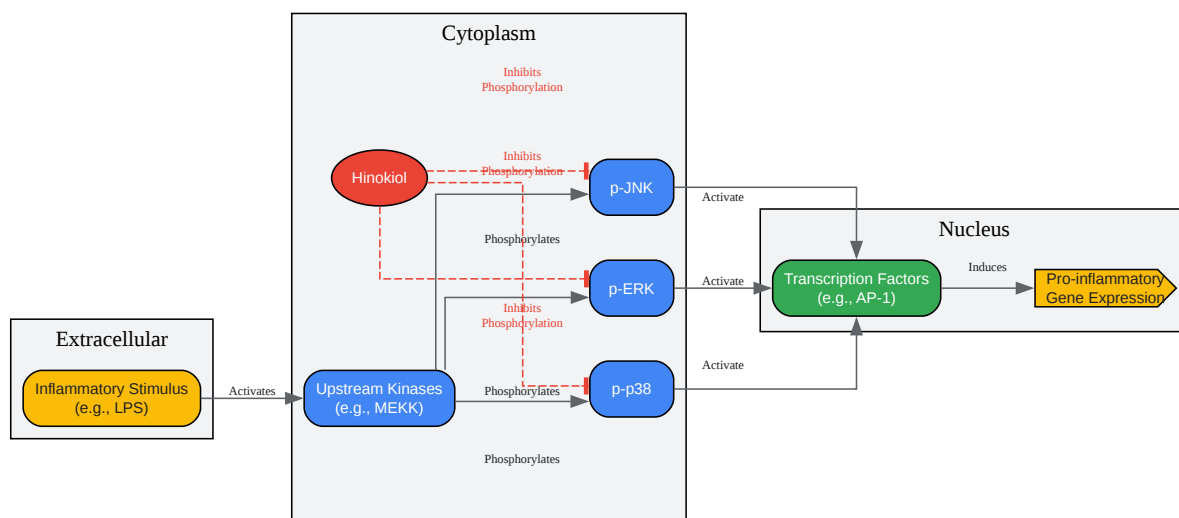 Cytoplasm
Inhibits
Phosphorylation
Inhibits
Phosphorylation
Hinokiol
p-JNK
Activate
Phosphorylates
Nucleus
Transcription Factors
(e.g., AP-1)
Induces
Pro-inflammatory
Gene Expression
p-ERK
Activate
Inhibits
Phosphorylation
Extracellular
Inflammatory Stimulus
(e.g., LPS)
Activates
Upstream Kinases
(e.g., MEKK)
Phosphorylates
p-p38
Activate
Phosphorylates